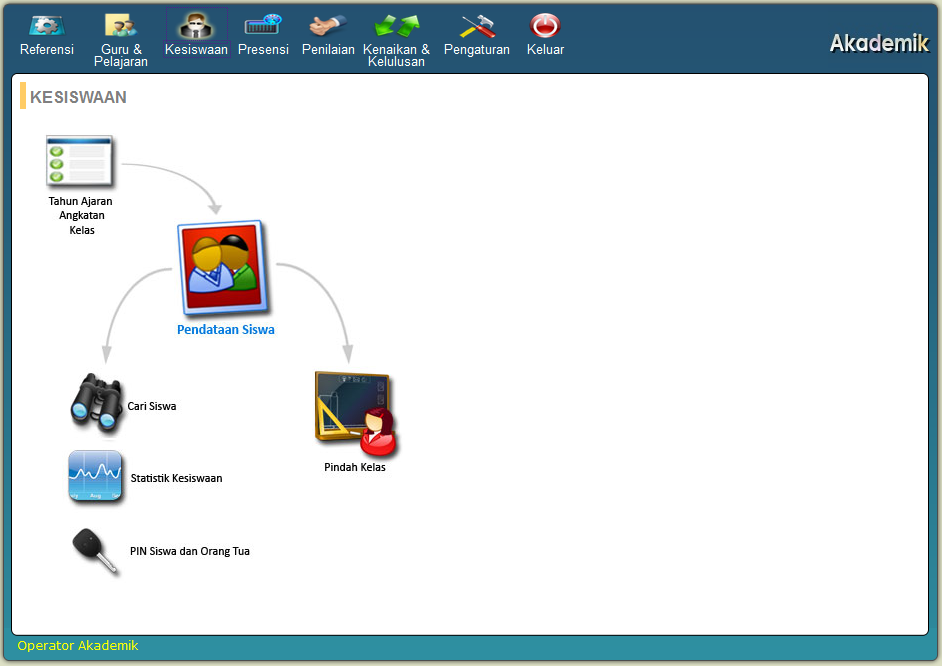 Referensi
Guru &
Pelajaran
Kesiswaan
Presensi
Penilaian
Kenaikan &
Kelulusan
Pengaturan
Keluar
Akademik
KESISWAAN
Tahun Ajaran
Angkatan
Kelas
Pendataan Siswa
Cari Siswa
Pindah Kelas
Statistik Kesiswaan
PIN Siswa dan Orang Tua
Operator Akademik